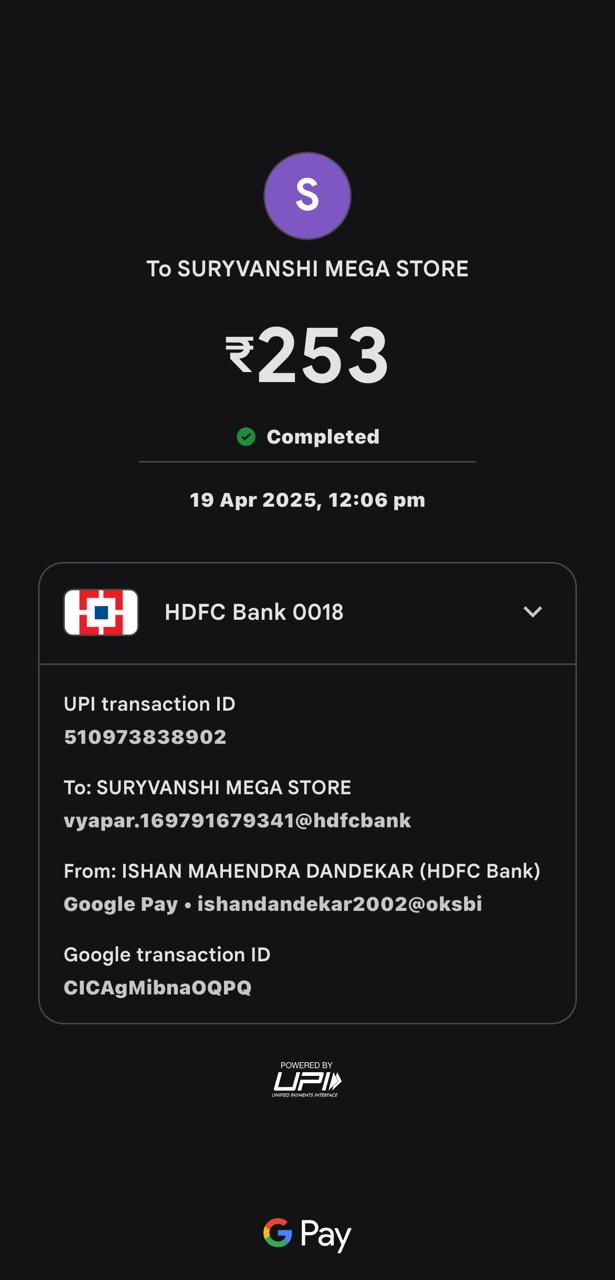 S
To SURYVANSHI MEGA STORE
₹253
Completed
19 Apr 2025, 12:06 pm
HDFC Bank 0018
UPI transaction ID
510973838902
To: SURYVANSHI MEGA STORE
vyapar.169791679341@hdfcbank
From: ISHAN MAHENDRA DANDEKAR (HDFC Bank)
Google Pay • ishandandekar2002@oksbi
Google transaction ID
CICAgMibnaOQPQ
POWERED BY
UPI
UNIFIED PAYMENTS INTERFACE
G Pay